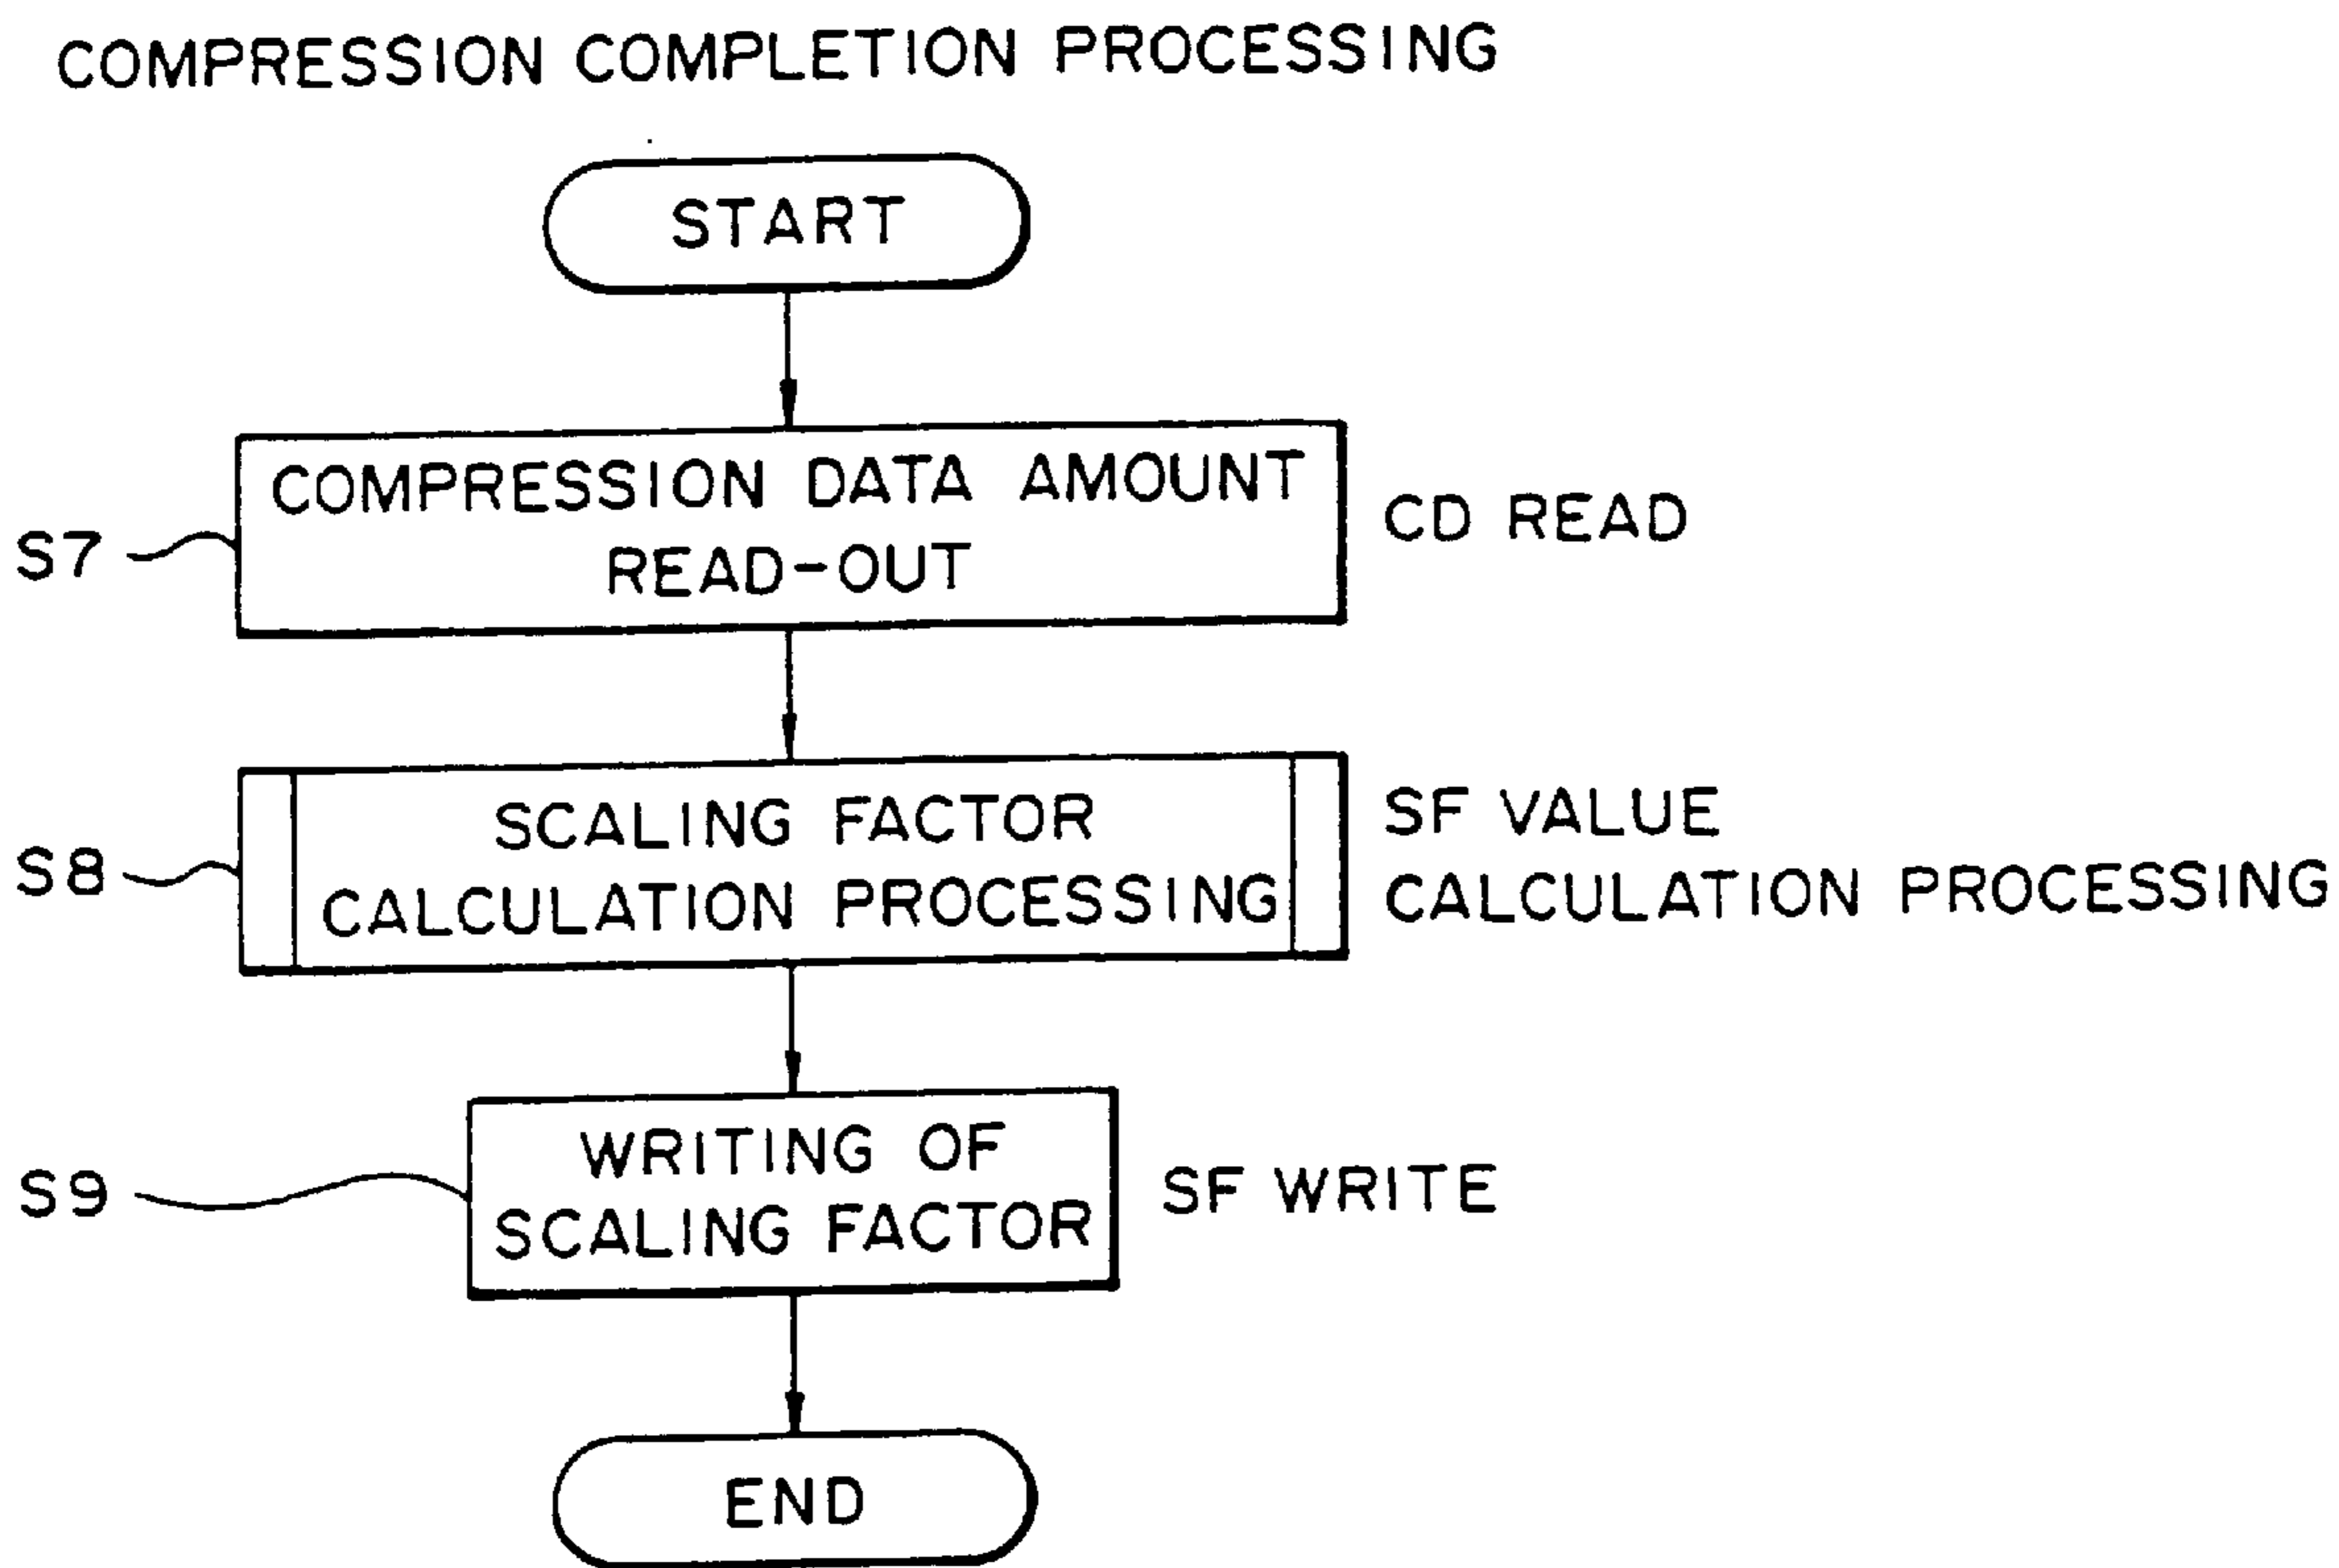 COMPRESSION COMPLETION PROCESSING
START
COMPRESSION DATA AMOUNT
READ-OUT
CD READ
S7
SCALING FACTOR
CALCULATION PROCESSING
SF VALUE
CALCULATION PROCESSING
S8
WRITING OF
SCALING FACTOR
SF WRITE
S9
END